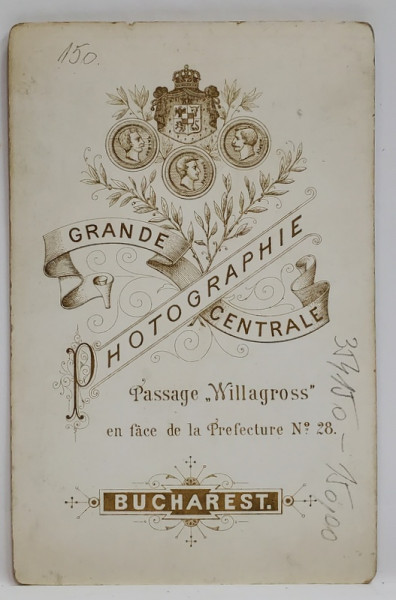 150.
GRANDE
PHOTOGRAPHIE
CENTRALE
Passage „Willagross"
en face de la Prefecture Nº 28.
BUCHAREST.